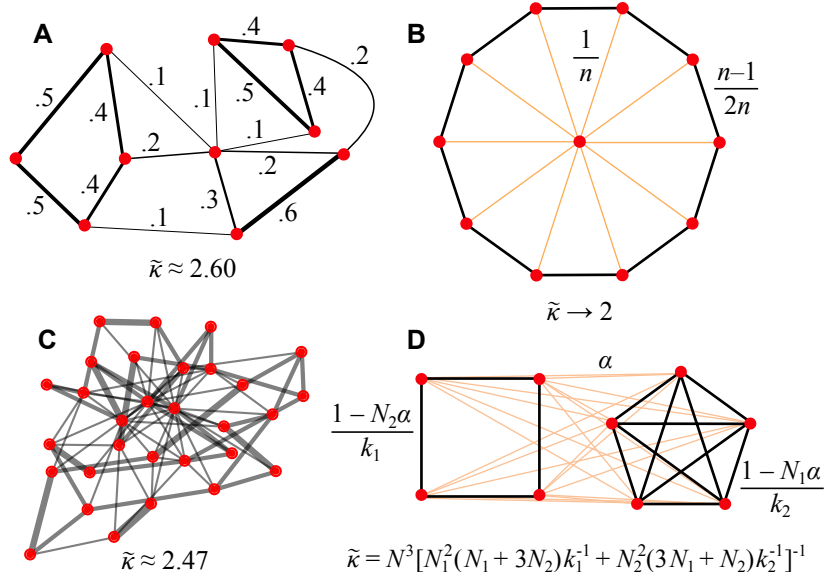 A
.5
.4
.1
.1
.4
.5
.4
.2
.2
.1
.2
.5
.4
.3
.6
.1
κ̃ ≈ 2.60
B
1/n
n–1/2n
κ̃ → 2
C
κ̃ ≈ 2.47
D
α
1 − N₂α/k₁
1 − N₁α/k₂
κ̃ = N³[N₁²(N₁ + 3N₂)k₁⁻¹ + N₂²(3N₁ + N₂)k₂⁻¹]⁻¹